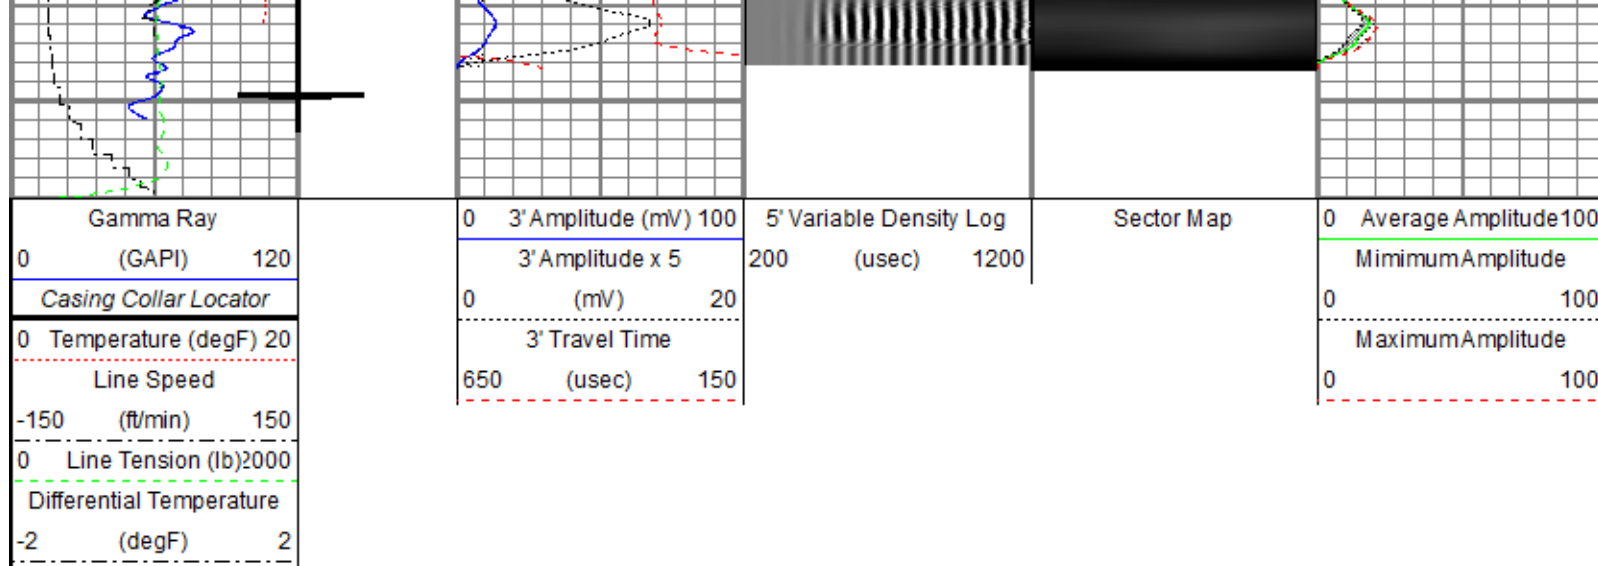 Gamma Ray
0 (GAPI) 120
Casing Collar Locator
0 Temperature (degF) 20
Line Speed
-150 (ft/min) 150
0 Line Tension (lb) 2000
Differential Temperature
-2 (degF) 2
0 3' Amplitude (mV) 100
3' Amplitude x 5
0 (mV) 20
3' Travel Time
650 (usec) 150
5' Variable Density Log
200 (usec) 1200
Sector Map
0 Average Amplitude 100
Mimimum Amplitude
0 100
Maximum Amplitude
0 100